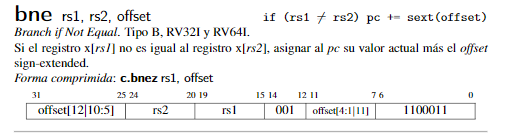 bne rs1, rs2, offset if (rs1 ≠ rs2) pc += sext(offset)
Branch if Not Equal. Tipo B, RV32I y RV64I.
Si el registro x[rs1] no es igual al registro x[rs2], asignar al pc su valor actual más el offset
sign-extended.
Forma comprimida: c.bnez rs1, offset
31 25 24 20 19 15 14 12 11 7 6 0
offset[12|10:5] rs2 rs1 001 offset[4:1|11] 1100011